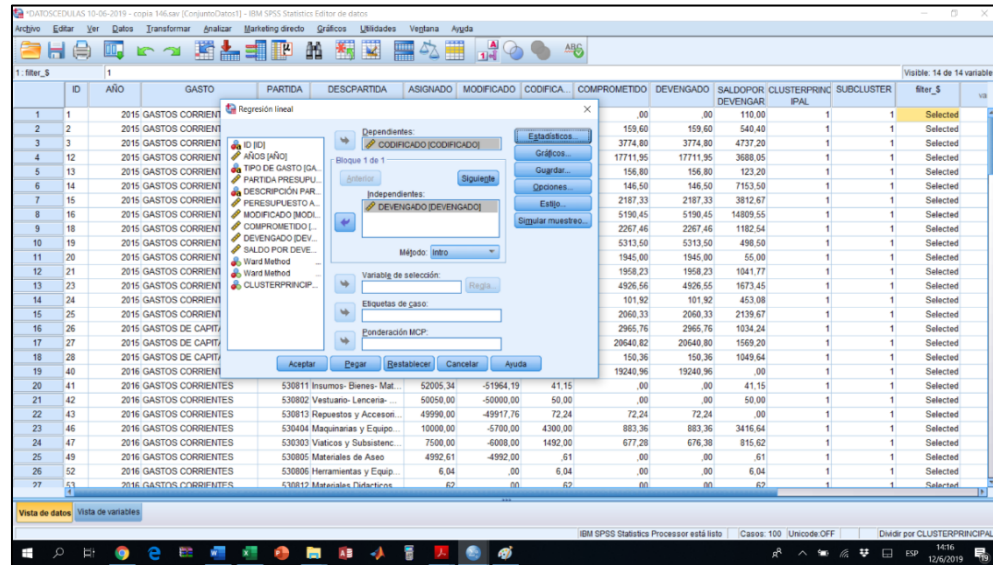 *DATOSCEDULAS 10-06-2019 - copia 146.sav [ConjuntoDatos1] - IBM SPSS Statistics Editor de datos
Archivo Editar Ver Datos Transformar Analizar Marketing directo Gráficos Utilidades Ventana Ayuda
1 : filter_$ 1 Visible: 14 de 14 variable
ID AÑO GASTO PARTIDA DESCPARTIDA ASIGNADO MODIFICADO CODIFICA... COMPROMETIDO DEVENGADO SALDOPOR DEVENGAR CLUSTERPRINC IPAL SUBCLUSTER filter_$ va
1 1 2015 GASTOS CORRIENT ,00 ,00 110,00 1 1 Selected
2 2 2015 GASTOS CORRIENT 159,60 159,60 540,40 1 1 Selected
3 3 2015 GASTOS CORRIENT 3774,80 3774,80 4737,20 1 1 Selected
4 12 2015 GASTOS CORRIENT 17711,95 17711,95 3688,05 1 1 Selected
5 13 2015 GASTOS CORRIENT 156,80 156,80 123,20 1 1 Selected
6 14 2015 GASTOS CORRIENT 146,50 146,50 7153,50 1 1 Selected
7 15 2015 GASTOS CORRIENT 2187,33 2187,33 3812,67 1 1 Selected
8 16 2015 GASTOS CORRIENT 5190,45 5190,45 14809,55 1 1 Selected
9 18 2015 GASTOS CORRIENT 2267,46 2267,46 1182,54 1 1 Selected
10 19 2015 GASTOS CORRIENT 5313,50 5313,50 498,50 1 1 Selected
11 20 2015 GASTOS CORRIENT 1945,00 1945,00 55,00 1 1 Selected
12 21 2015 GASTOS CORRIENT 1958,23 1958,23 1041,77 1 1 Selected
13 23 2015 GASTOS CORRIENT 4926,56 4926,55 1673,45 1 1 Selected
14 24 2015 GASTOS CORRIENT 101,92 101,92 453,08 1 1 Selected
15 25 2015 GASTOS CORRIENT 2060,33 2060,33 2139,67 1 1 Selected
16 26 2015 GASTOS DE CAPITA 2965,76 2965,76 1034,24 1 1 Selected
17 27 2015 GASTOS DE CAPITA 20640,82 20640,80 1569,20 1 1 Selected
18 28 2015 GASTOS DE CAPITA 150,36 150,36 1049,64 1 1 Selected
19 40 2016 GASTOS CORRIENT 19240,96 19240,96 ,00 1 1 Selected
20 41 2016 GASTOS CORRIENTES 530811 Insumos- Bienes- Mat... 52005,34 -51964,19 41,15 ,00 ,00 41,15 1 1 Selected
21 42 2016 GASTOS CORRIENTES 530802 Vestuario- Lenceria- ... 50050,00 -50000,00 50,00 ,00 ,00 50,00 1 1 Selected
22 43 2016 GASTOS CORRIENTES 530813 Repuestos y Accesori... 49990,00 -49917,76 72,24 72,24 72,24 ,00 1 1 Selected
23 46 2016 GASTOS CORRIENTES 530404 Maquinarias y Equipo... 10000,00 -5700,00 4300,00 883,36 883,36 3416,64 1 1 Selected
24 47 2016 GASTOS CORRIENTES 530303 Viaticos y Subsistenc... 7500,00 -6008,00 1492,00 677,28 676,38 815,62 1 1 Selected
25 49 2016 GASTOS CORRIENTES 530805 Materiales de Aseo 4992,61 -4992,00 ,61 ,00 ,00 ,61 1 1 Selected
26 52 2016 GASTOS CORRIENTES 530806 Herramientas y Equip... 6,04 ,00 6,04 ,00 ,00 6,04 1 1 Selected
27 53 2016 GASTOS CORRIENTES 530812 Materiales Didacticos 62 00 62 00 00 62 1 1 Selected
Regresión lineal
ID [ID]
AÑOS [AÑO]
TIPO DE GASTO [GA...
PARTIDA PRESUPU...
DESCRIPCIÓN PAR...
PERESUPUESTO A...
MODIFICADO [MODI...
COMPROMETIDO [...
DEVENGADO [DEV...
SALDO POR DEVE...
Ward Method ...
Ward Method ...
CLUSTERPRINCIP...
Dependientes:
CODIFICADO [CODIFICADO]
Bloque 1 de 1
Anterior Siguiente
Independientes:
DEVENGADO [DEVENGADO]
Método: Intro
Variable de selección:
Regla...
Etiquetas de caso:
Ponderación MCP:
Estadísticos...
Gráficos...
Guardar...
Opciones...
Estilo...
Simular muestreo...
Aceptar Pegar Restablecer Cancelar Ayuda
Vista de datos Vista de variables
IBM SPSS Statistics Processor está listo Casos: 100 Unicode:OFF Dividir por CLUSTERPRINCIPAL
ESP 14:16
12/6/2019